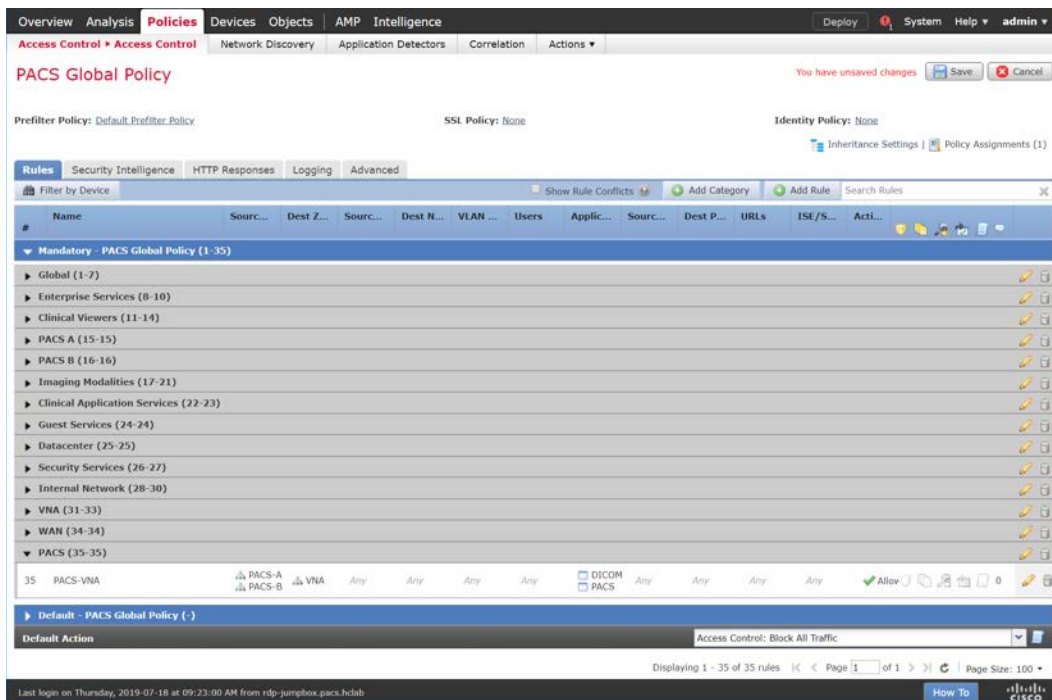 Overview Analysis Policies Devices Objects AMP Intelligence Deploy System Help admin
Access Control ▸ Access Control Network Discovery Application Detectors Correlation Actions
PACS Global Policy
You have unsaved changes Save Cancel
Prefilter Policy: Default Prefilter Policy SSL Policy: None Identity Policy: None
Inheritance Settings | Policy Assignments (1)
Rules Security Intelligence HTTP Responses Logging Advanced
Filter by Device Show Rule Conflicts Add Category Add Rule Search Rules
# Name Sourc... Dest Z... Sourc... Dest N... VLAN ... Users Applic... Sourc... Dest P... URLs ISE/S... Acti...
Mandatory - PACS Global Policy (1-35)
Global (1-7)
Enterprise Services (8-10)
Clinical Viewers (11-14)
PACS A (15-15)
PACS B (16-16)
Imaging Modalities (17-21)
Clinical Application Services (22-23)
Guest Services (24-24)
Datacenter (25-25)
Security Services (26-27)
Internal Network (28-30)
VNA (31-33)
WAN (34-34)
PACS (35-35)
35 PACS-VNA PACS-A PACS-B VNA Any Any Any Any DICOM PACS Any Any Any Any Allow 0
Default - PACS Global Policy (-)
Default Action Access Control: Block All Traffic
Displaying 1 - 35 of 35 rules Page 1 of 1 Page Size: 100
Last login on Thursday, 2019-07-18 at 09:23:00 AM from rdp-jumpbox.pacs.hclab How To cisco